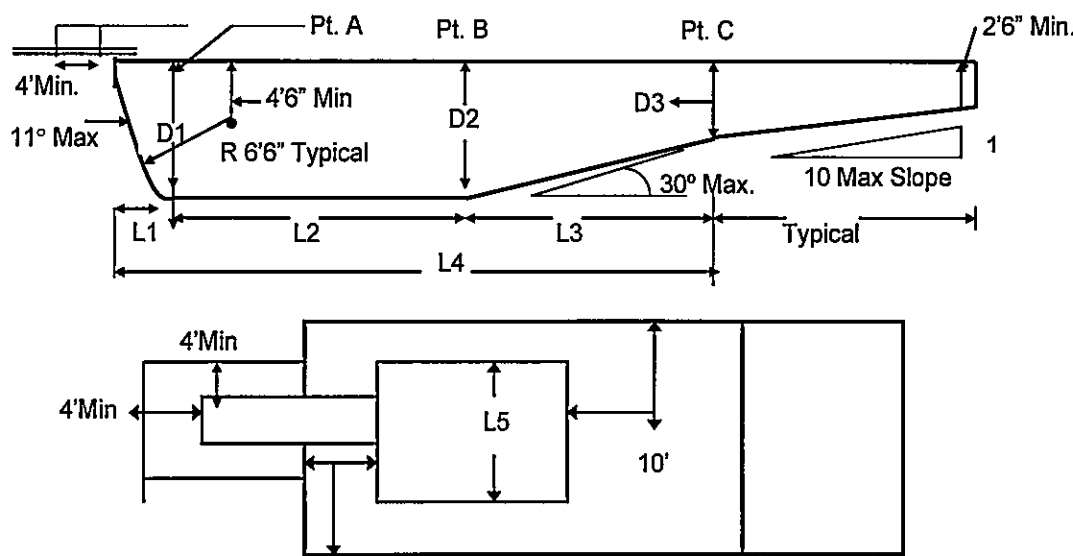 Pt. A
Pt. B
Pt. C
2'6" Min.
4'Min.
4'6" Min
D1
D2
D3
11° Max
R 6'6" Typical
1
30° Max.
10 Max Slope
L1
L2
L3
Typical
L4
4'Min
4'Min
L5
10'